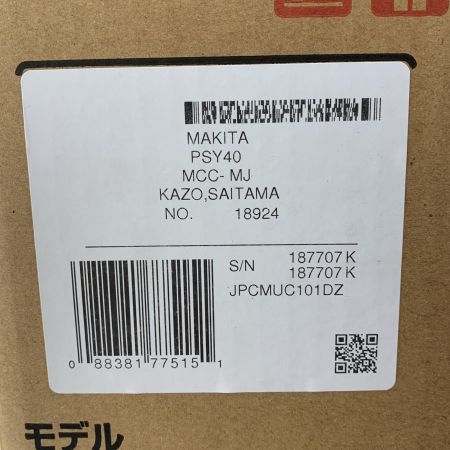 MAKITA
PSY40
MCC- MJ
KAZO,SAITAMA
NO. 18924
S/N 187707 K
187707 K
JPCMUC101DZ
0 88381 77515 1
モデル